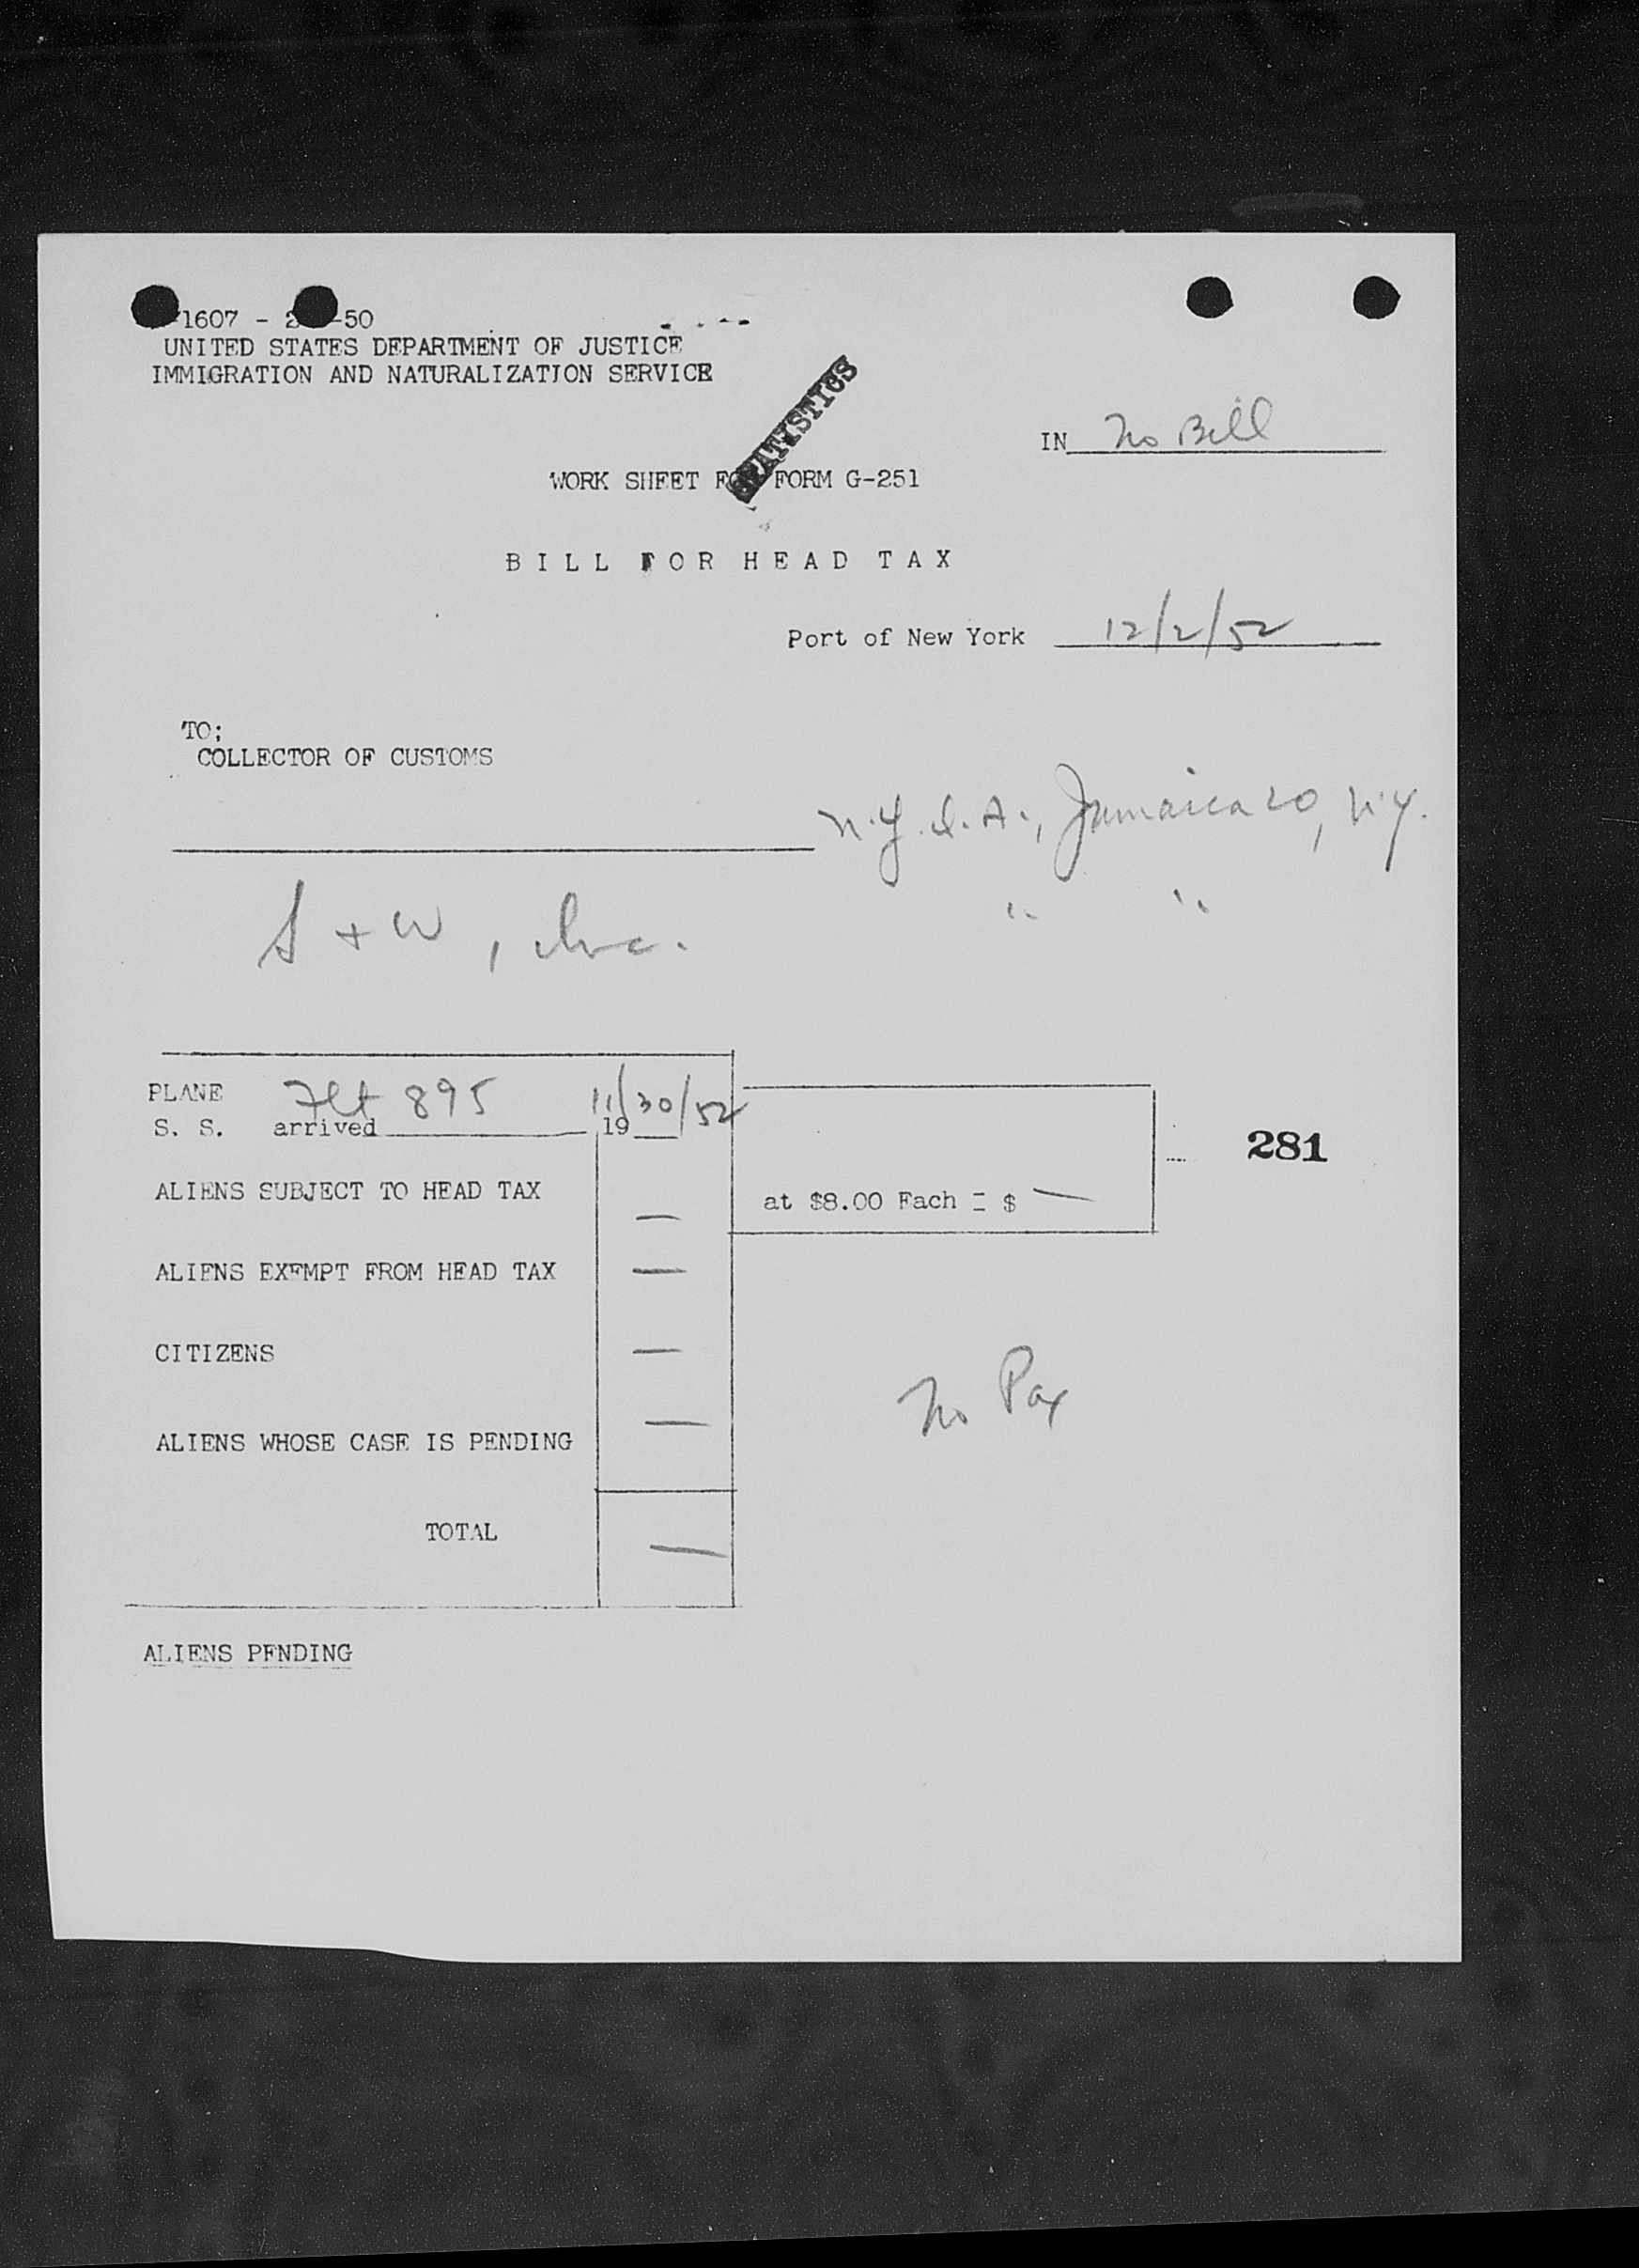 1607 - 2 -50
UNITED STATES DEPARTMENT OF JUSTICE
IMMIGRATION AND NATURALIZATION SERVICE
STATISTICS
IN No Bill
WORK SHEET FOR FORM G-251
BILL FOR HEAD TAX
Port of New York 12/2/52
TO;
COLLECTOR OF CUSTOMS
N.Y.I.A., Jamaica 20, N.Y.
S + W, Inc. " "
PLANE Flt 895 11/30/52
S. S. arrived 19
281
ALIENS SUBJECT TO HEAD TAX — at $8.00 Each = $ —
ALIENS EXEMPT FROM HEAD TAX —
CITIZENS —
No Pax
ALIENS WHOSE CASE IS PENDING —
TOTAL —
ALIENS PENDING